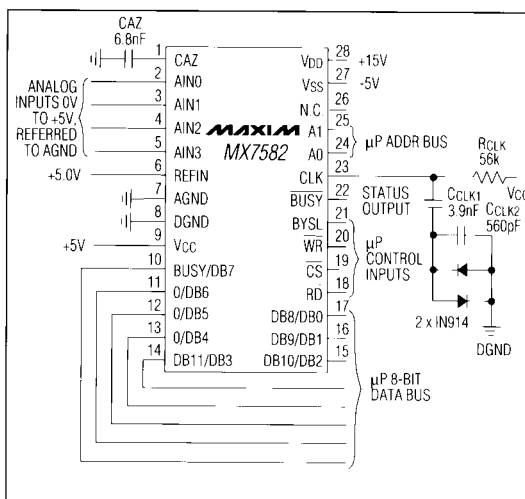 CAZ
6.8nF
ANALOG
INPUTS 0V
TO +5V,
REFERRED
TO AGND
+5.0V
+5V
1 CAZ
2 AIN0
3 AIN1
4 AIN2
5 AIN3
6 REFIN
7 AGND
8 DGND
9 VCC
10 BUSY/DB7
11 0/DB6
12 0/DB5
13 0/DB4
14 DB11/DB3
MAXIM
MX7582
VDD 28 +15V
VSS 27 -5V
N.C. 26
A1 25
A0 24
CLK 23
BUSY 22
BYSL 21
WR 20
CS 19
RD 18
DB8/DB0 17
DB9/DB1 16
DB10/DB2 15
µP ADDR BUS
STATUS
OUTPUT
µP
CONTROL
INPUTS
µP 8-BIT
DATA BUS
RCLK
56k
VCC
CCLK1
3.9nF
CCLK2
560pF
2 x IN914
DGND